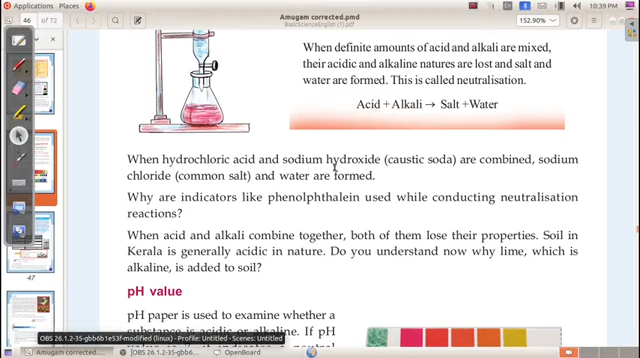 Applications Places
10:39 PM
Amugam corrected.pmd
BasicScienceEnglish (1).pdf
46 of 72
152.90%
When definite amounts of acid and alkali are mixed,
their acidic and alkaline natures are lost and salt and
water are formed. This is called neutralisation.
Acid + Alkali → Salt +Water
When hydrochloric acid and sodium hydroxide (caustic soda) are combined, sodium
chloride (common salt) and water are formed.
Why are indicators like phenolphthalein used while conducting neutralisation
reactions?
When acid and alkali combine together, both of them lose their properties. Soil in
Kerala is generally acidic in nature. Do you understand now why lime, which is
alkaline, is added to soil?
47
pH value
pH paper is used to examine whether a
substance is acidic or alkaline. If pH
OBS 26.1.2-35-gbb6b1e53f-modified (linux) - Profile: Untitled - Scenes: Untitled
Amugam corrected....
[OBS 26.1.2-35-gbb6b1...
OpenBoard